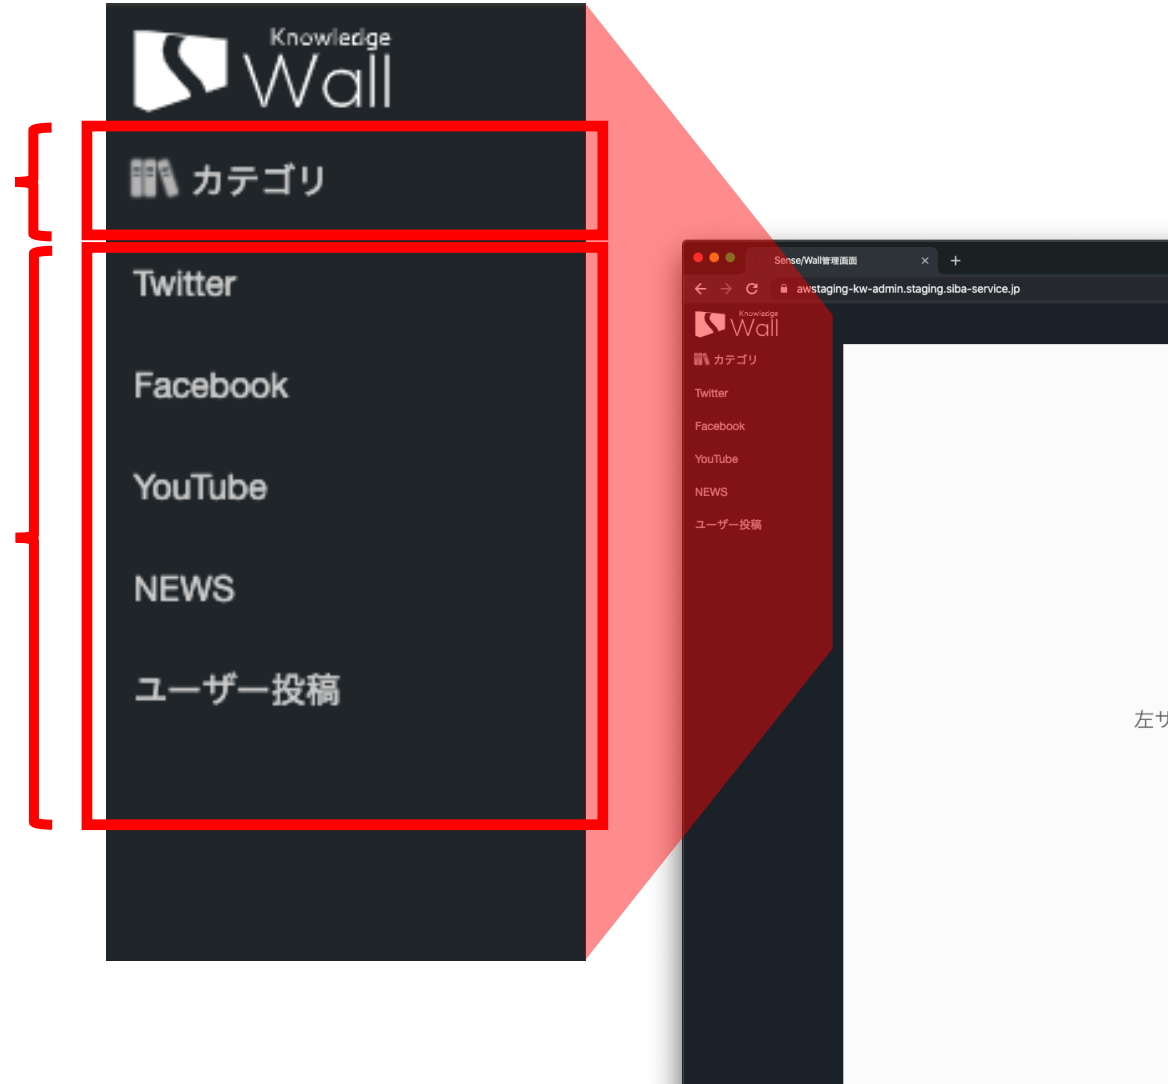 Knowledge
Wall
カテゴリ
Twitter
Facebook
YouTube
NEWS
ユーザー投稿
Sense/Wall管理画面
awstaging-kw-admin.staging.siba-service.jp
Knowledge
Wall
カテゴリ
Twitter
Facebook
YouTube
NEWS
ユーザー投稿
左サ